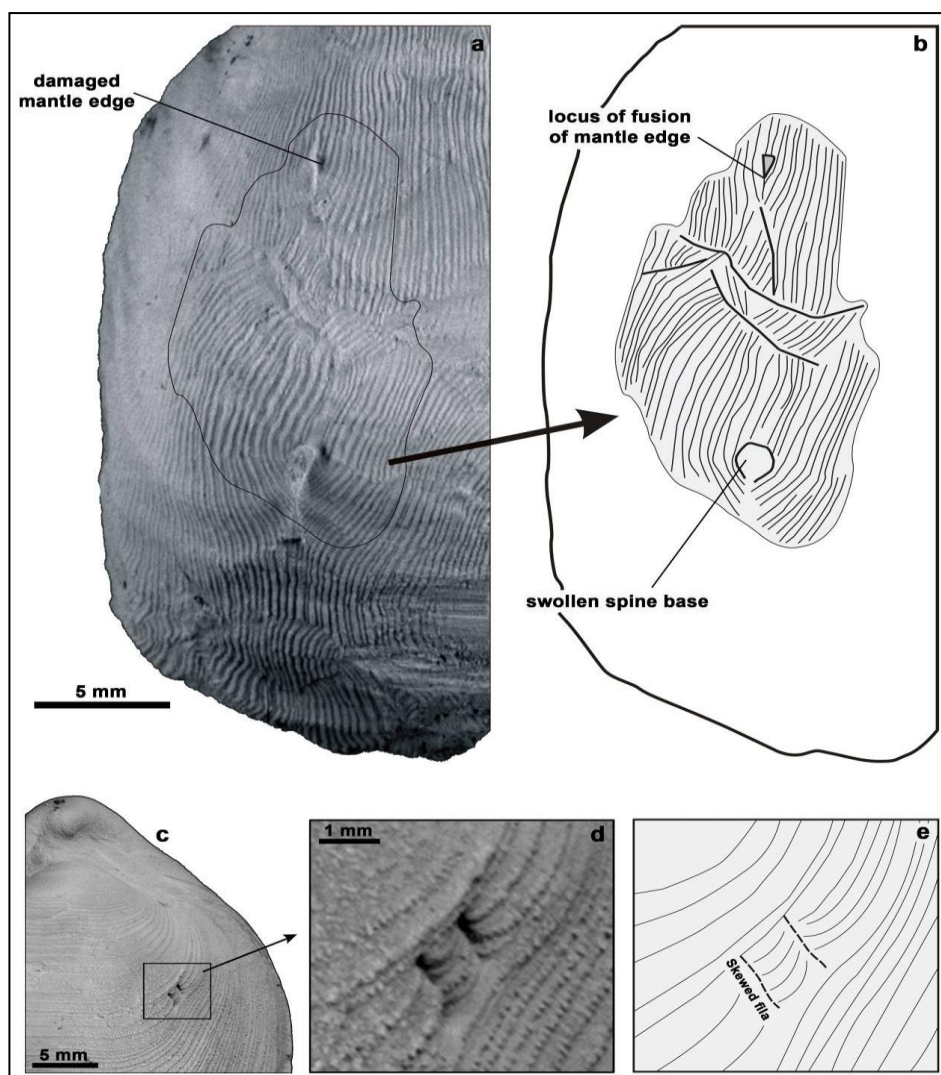 a
b
damaged
mantle edge
locus of fusion
of mantle edge
swollen spine base
5 mm
c
5 mm
1 mm
d
e
Skewed fila